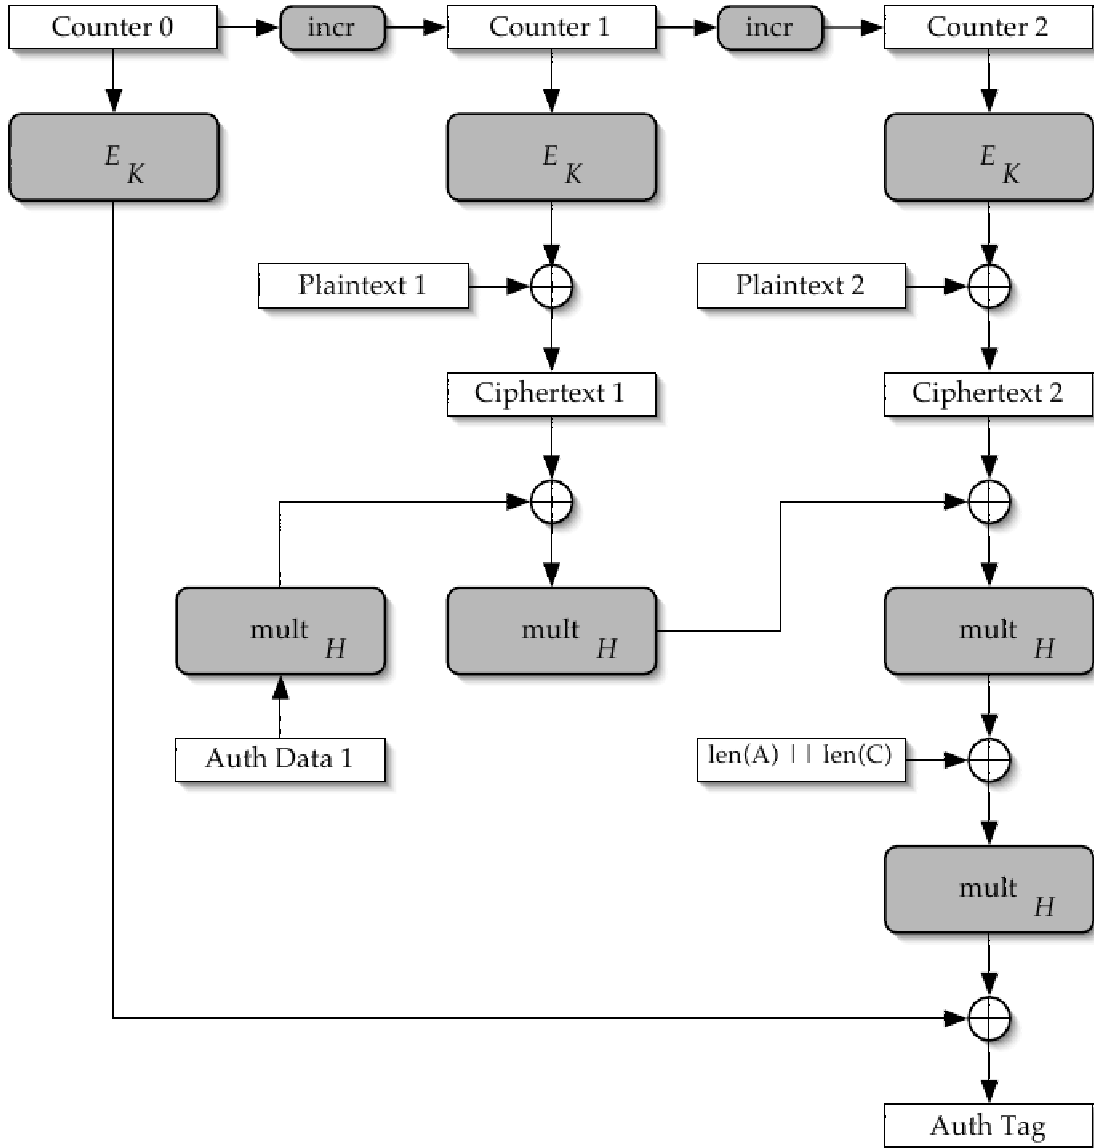 Counter 0
incr
Counter 1
incr
Counter 2
E K
E K
E K
Plaintext 1
Plaintext 2
Ciphertext 1
Ciphertext 2
mult H
mult H
mult H
Auth Data 1
len(A) || len(C)
mult H
Auth Tag